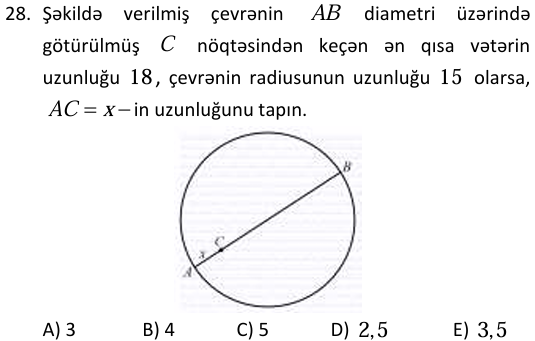 28. Şəkildə verilmiş çevrənin AB diametri üzərində
götürülmüş C nöqtəsindən keçən ən qısa vətərin
uzunluğu 18, çevrənin radiusunun uzunluğu 15 olarsa,
AC = x – in uzunluğunu tapın.
B
C
x
A
A) 3 B) 4 C) 5 D) 2,5 E) 3,5